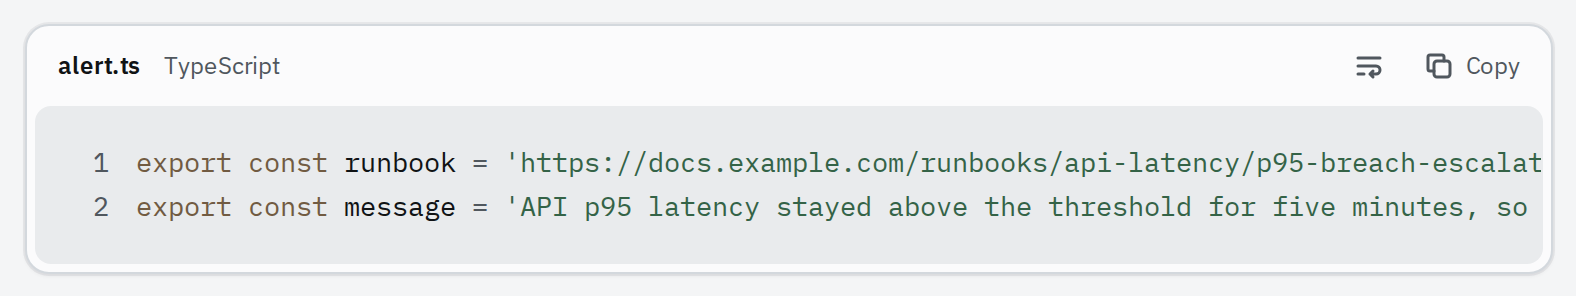 alert.ts TypeScript Copy
1 export const runbook = 'https://docs.example.com/runbooks/api-latency/p95-breach-escalat
2 export const message = 'API p95 latency stayed above the threshold for five minutes, so